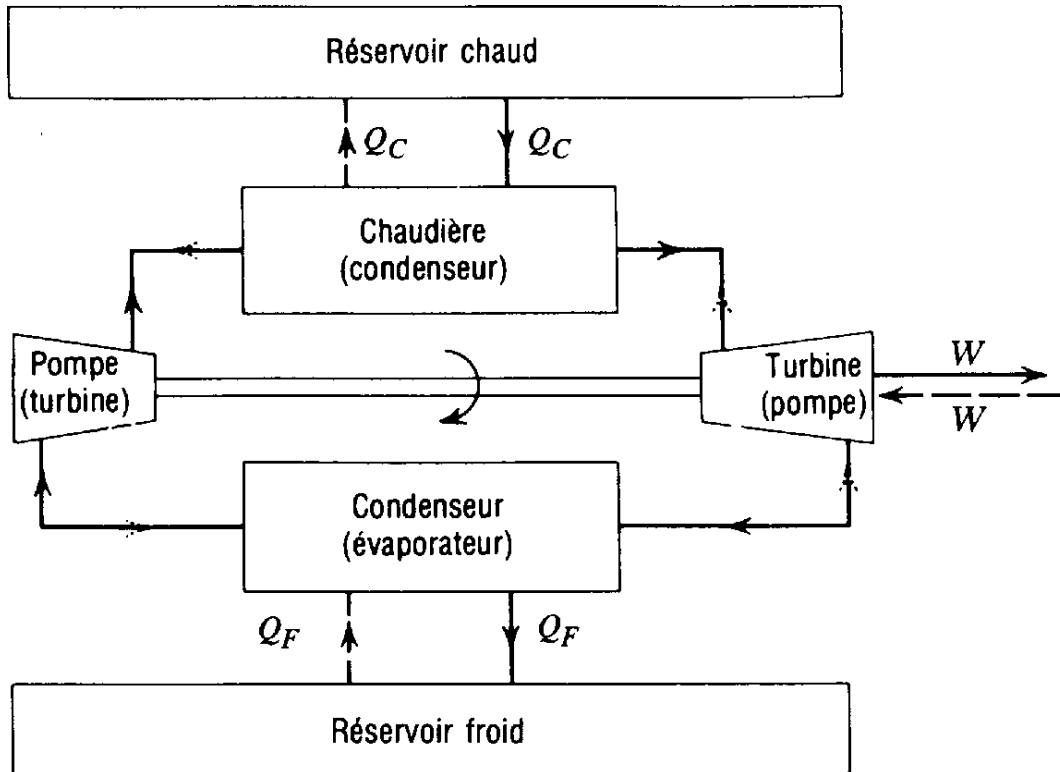 Réservoir chaud
Q_C
Q_C
Chaudière
(condenseur)
Pompe
(turbine)
Turbine
(pompe)
W
W
Condenseur
(évaporateur)
Q_F
Q_F
Réservoir froid